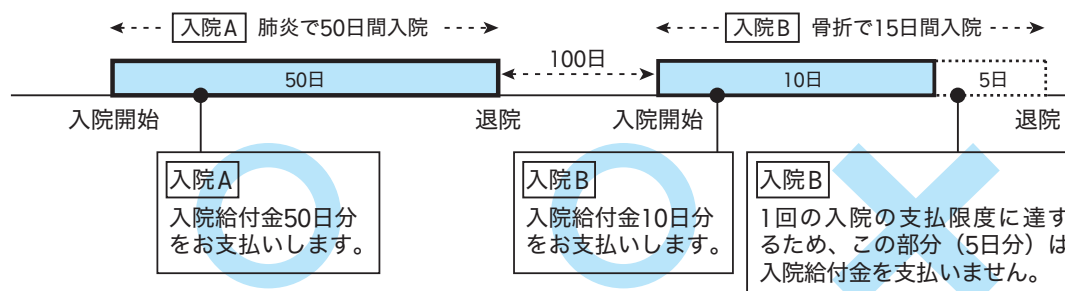 入院A 肺炎で50日間入院
入院B 骨折で15日間入院
100日
50日
10日
5日
入院開始
退院
入院開始
退院
入院A
入院給付金50日分
をお支払いします。
入院B
入院給付金10日分
をお支払いします。
入院B
1回の入院の支払限度に達す
るため、この部分（5日分）は
入院給付金を支払いません。